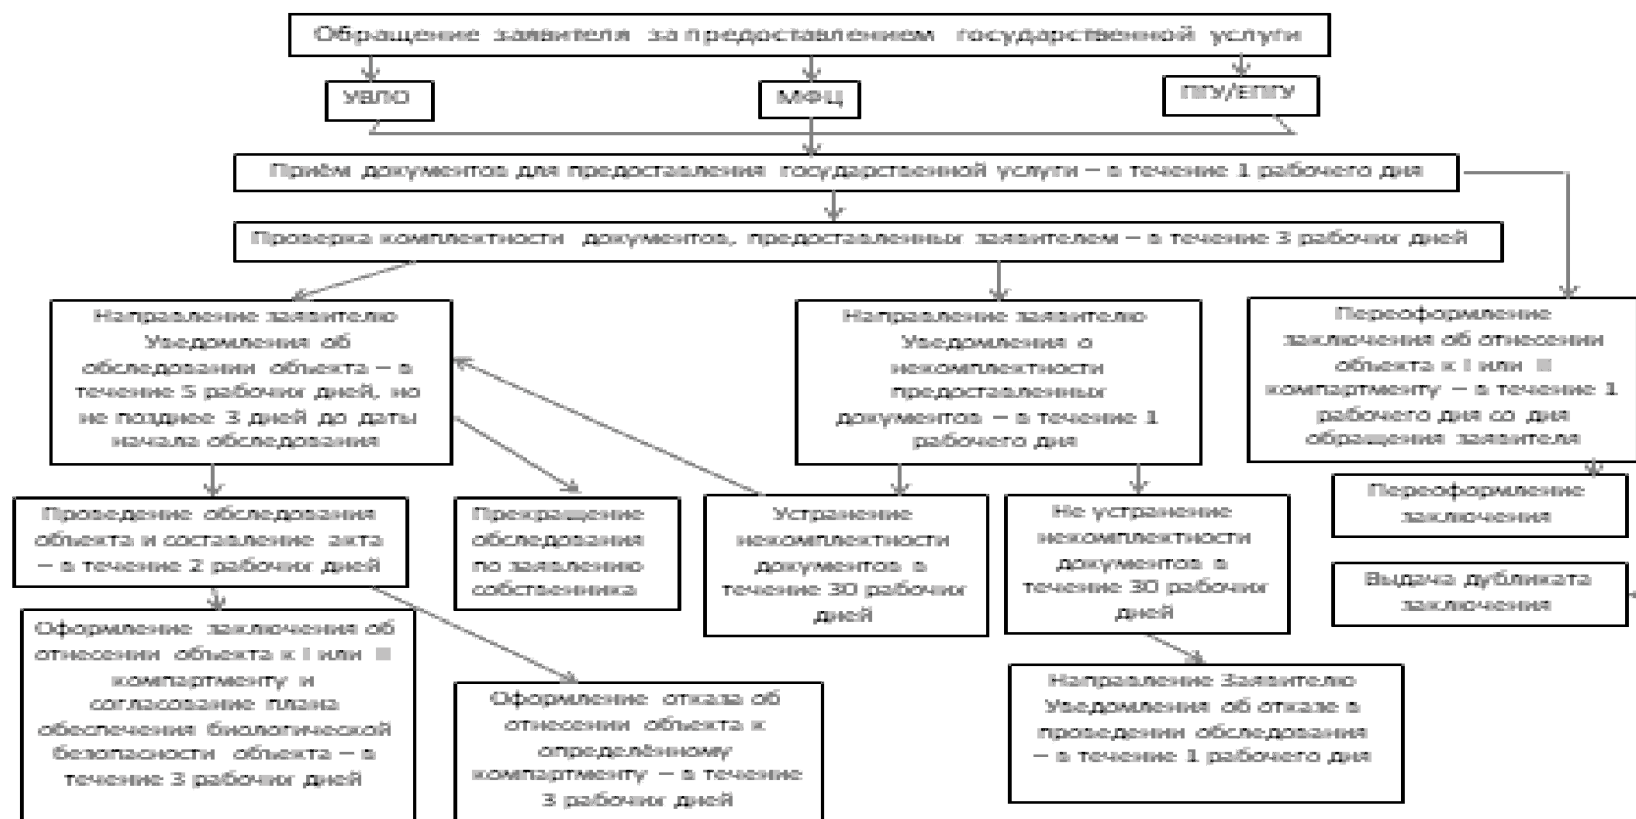 Обращение заявителя за предоставлением государственной услуги
УВЛО
МФЦ
ПГУ/ЕПГУ
Приём документов для предоставления государственной услуги – в течение 1 рабочего дня
Проверка комплектности документов, предоставленных заявителем – в течение 3 рабочих дней
Направление заявителю
Уведомления об
обследовании объекта – в
течение 5 рабочих дней, но
не позднее 3 дней до даты
начала обследования
Направление заявителю
Уведомления о
некомплектности
предоставленных
документов – в течение 1
рабочего дня
Переоформление
заключения об отнесении
объекта к I или
компартменту – в течение 1
рабочего дня со дня
обращения заявителя
Проведение обследования
объекта и составление акта
– в течение 2 рабочих дней
Прекращение
обследования
по заявлению
собственника
Устранение
некомплектности
документов в
течение 30 рабочих
дней
Не устранение
некомплектности
документов в
течение 30 рабочих
дней
Переоформление
заключения
Выдача дубликата
заключения
Оформление заключения об
отнесении объекта к I или
компартменту и
согласование плана
обеспечения биологической
безопасности объекта – в
течение 3 рабочих дней
Оформление отказа об
отнесении объекта к
определённому
компартменту – в течение
3 рабочих дней
Направление Заявителю
Уведомления об отказе в
проведении обследования
– в течение 1 рабочего дня